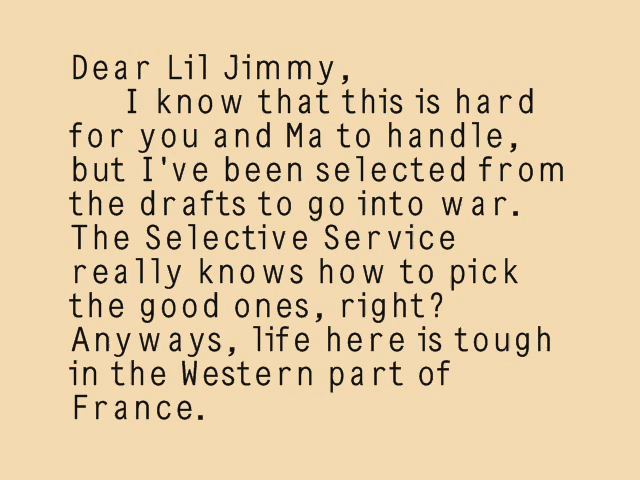 Dear Lil Jimmy,
I know that this is hard
for you and Ma to handle,
but I've been selected from
the drafts to go into war.
The Selective Service
really knows how to pick
the good ones, right?
Anyways, life here is tough
in the Western part of
France.